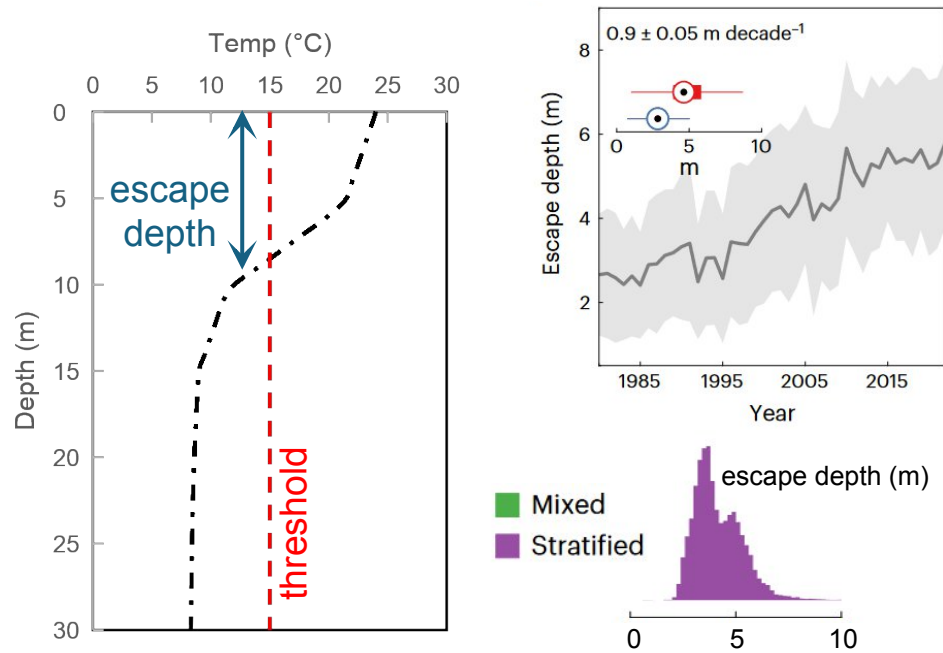 Temp (°C)
0 5 10 15 20 25 30
0
5
10
15
20
25
30
Depth (m)
escape
depth
threshold
0.9 ± 0.05 m decade⁻¹
0 5 10
m
8
6
4
2
Escape depth (m)
1985 1995 2005 2015
Year
Mixed
Stratified
escape depth (m)
0 5 10